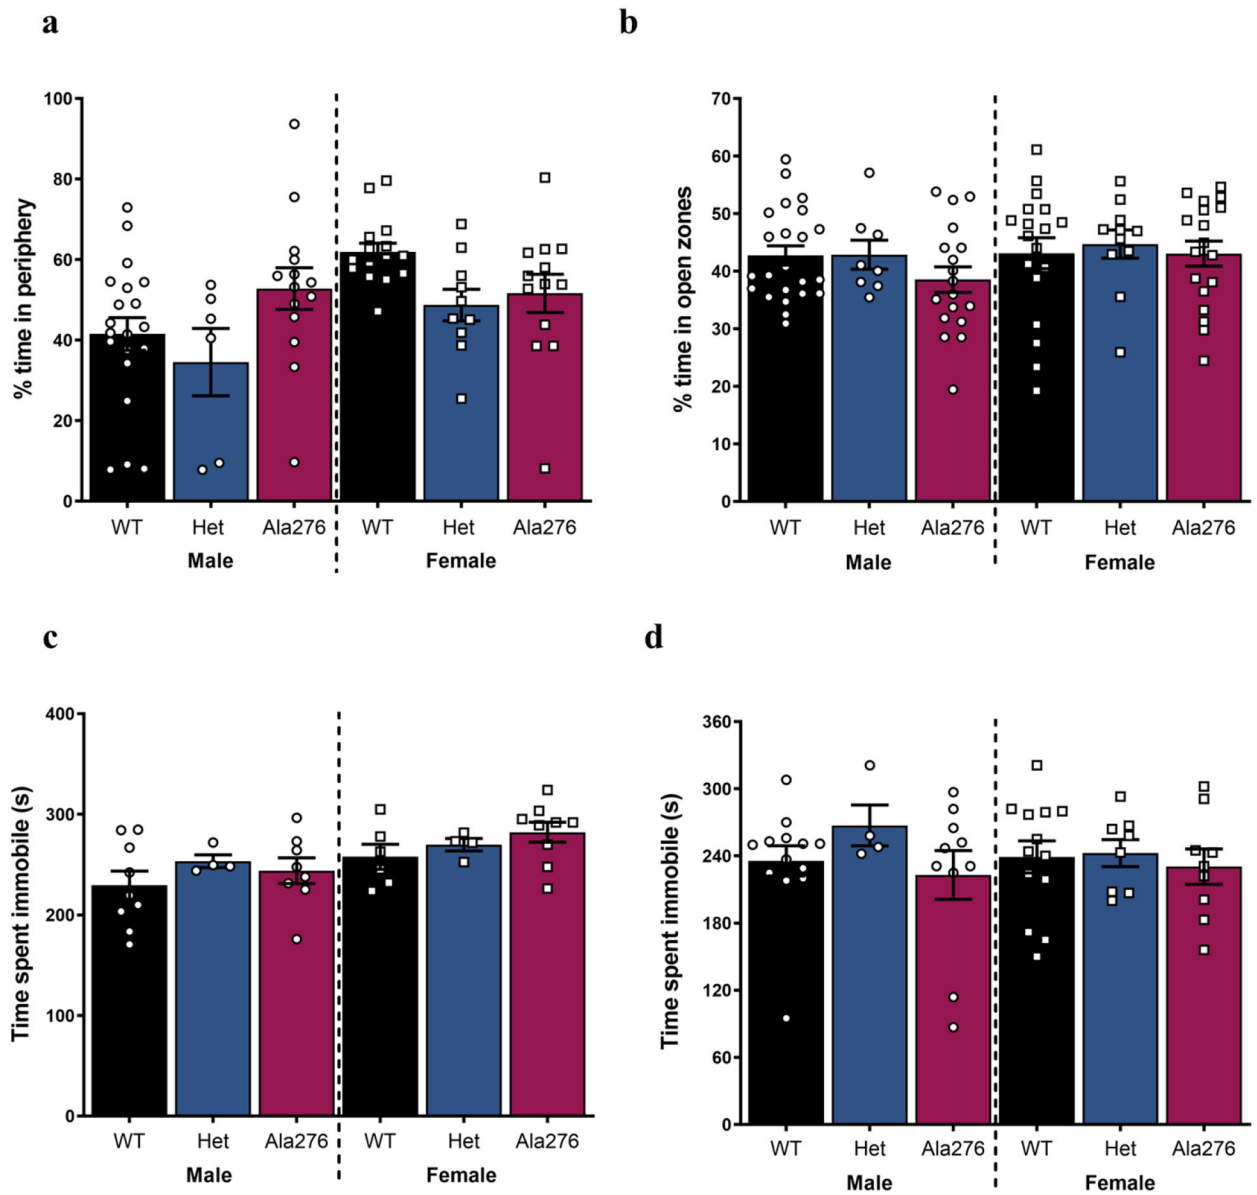 a
% time in periphery
100
80
60
40
20
0
WT Het Ala276 WT Het Ala276
Male Female
b
% time in open zones
70
60
50
40
30
20
10
0
WT Het Ala276 WT Het Ala276
Male Female
c
Time spent immobile (s)
400
300
200
100
0
WT Het Ala276 WT Het Ala276
Male Female
d
Time spent immobile (s)
360
300
240
180
120
60
0
WT Het Ala276 WT Het Ala276
Male Female